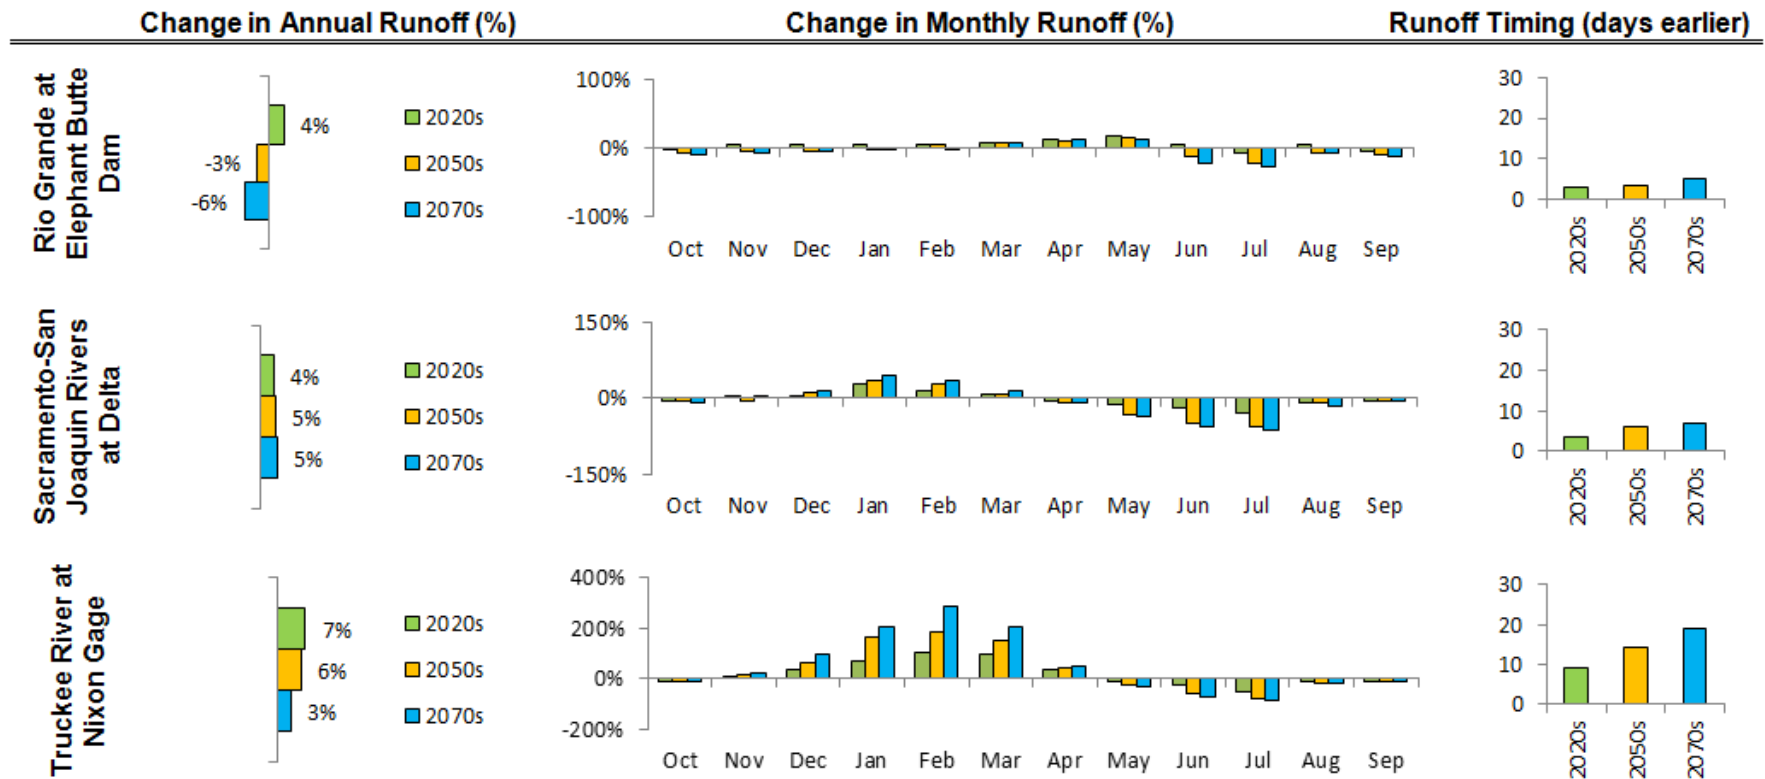 Change in Annual Runoff (%)
Change in Monthly Runoff (%)
Runoff Timing (days earlier)
Rio Grande at
Elephant Butte
Dam
4%
-3%
-6%
2020s
2050s
2070s
100%
0%
-100%
Oct Nov Dec Jan Feb Mar Apr May Jun Jul Aug Sep
30
20
10
0
2020s
2050s
2070s
Sacramento-San
Joaquin Rivers
at Delta
4%
5%
5%
2020s
2050s
2070s
150%
0%
-150%
Oct Nov Dec Jan Feb Mar Apr May Jun Jul Aug Sep
30
20
10
0
2020s
2050s
2070s
Truckee River at
Nixon Gage
7%
6%
3%
2020s
2050s
2070s
400%
200%
0%
-200%
Oct Nov Dec Jan Feb Mar Apr May Jun Jul Aug Sep
30
20
10
0
2020s
2050s
2070s